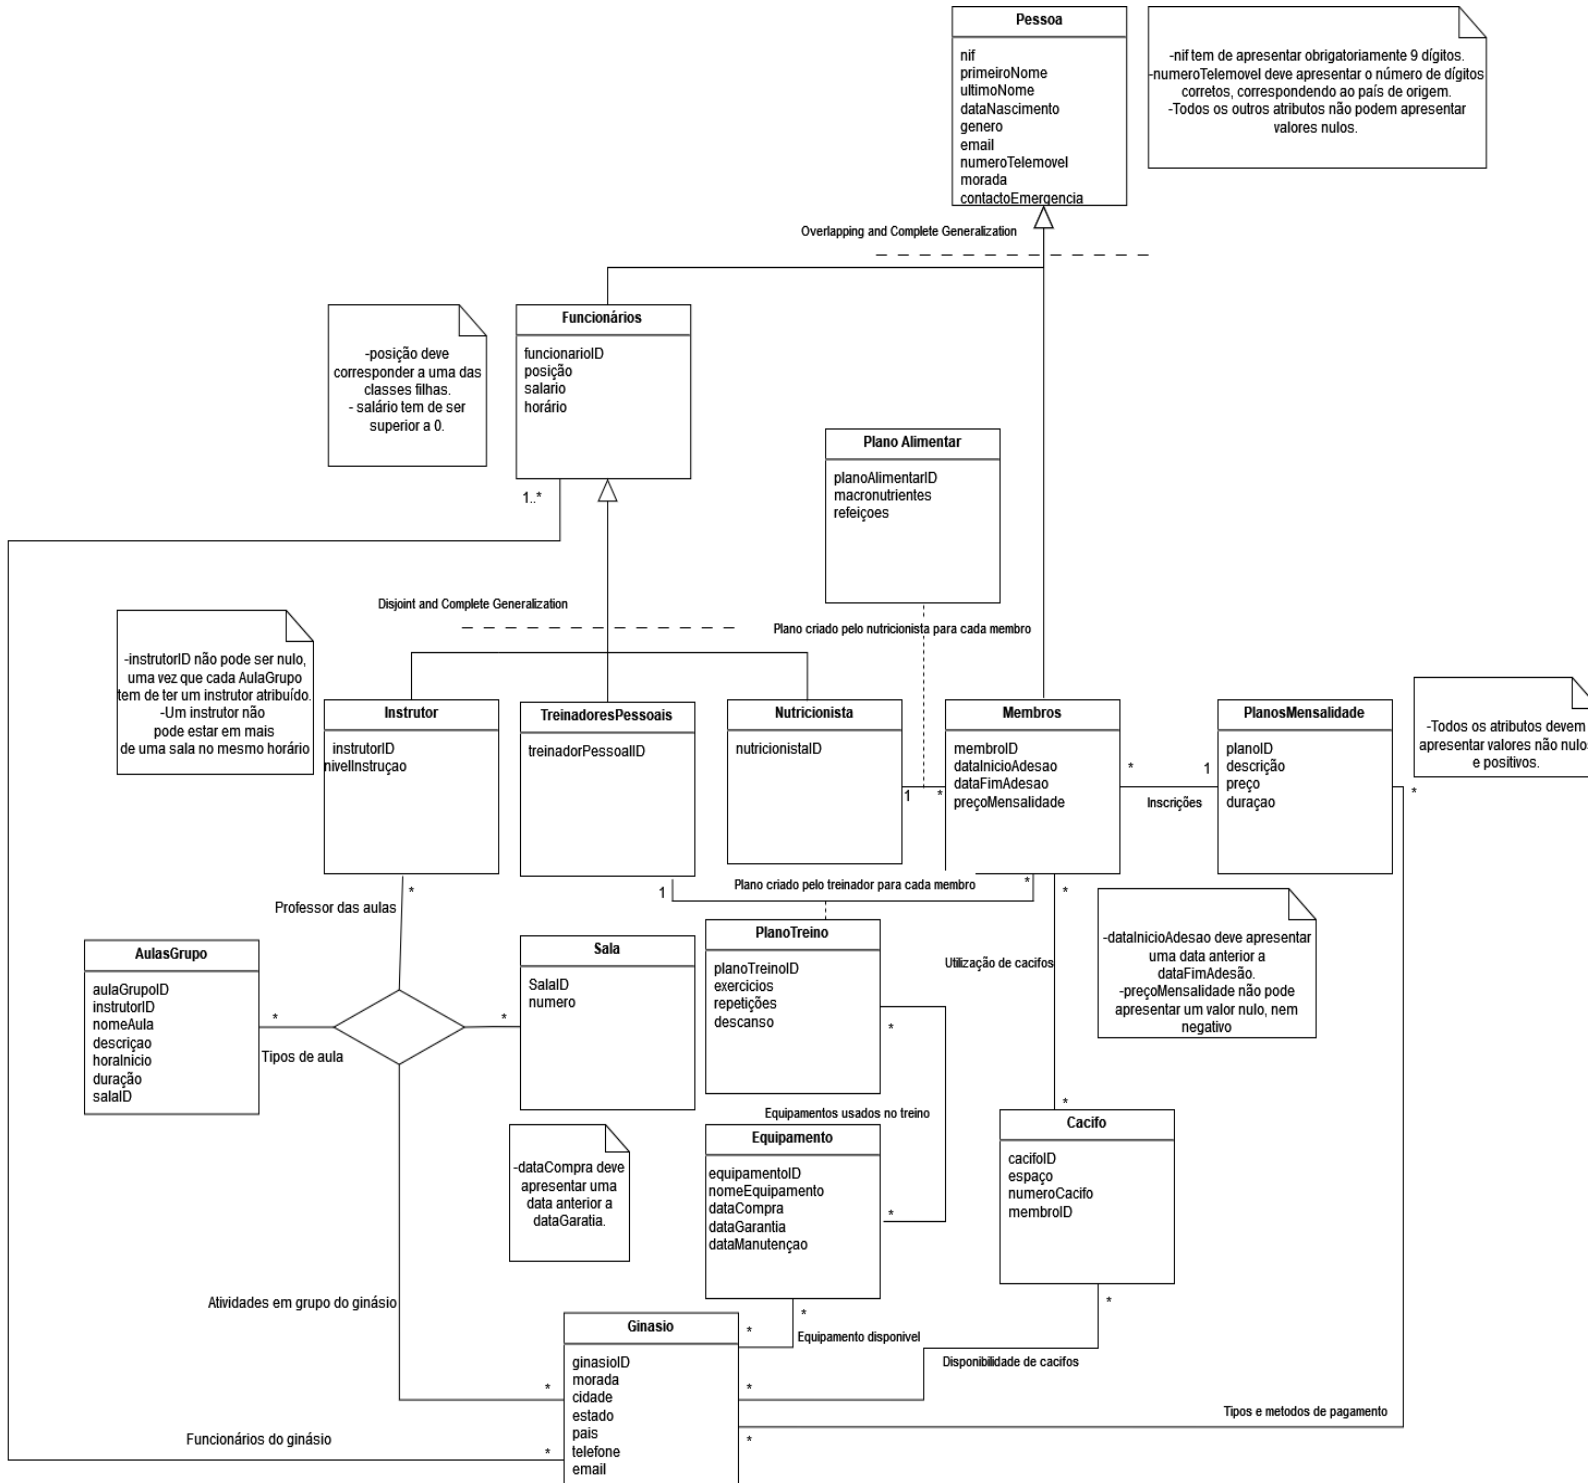 Pessoa
nif
primeiroNome
ultimoNome
dataNascimento
genero
email
numeroTelemovel
morada
contactoEmergencia
-nif tem de apresentar obrigatoriamente 9 dígitos.
-numeroTelemovel deve apresentar o número de dígitos
corretos, correspondendo ao país de origem.
-Todos os outros atributos não podem apresentar
valores nulos.
Overlapping and Complete Generalization
-posição deve
corresponder a uma das
classes filhas.
- salário tem de ser
superior a 0.
Funcionários
funcionarioID
posição
salario
horário
1..*
Plano Alimentar
planoAlimentarID
macronutrientes
refeiçoes
Disjoint and Complete Generalization
Plano criado pelo nutricionista para cada membro
-instrutorID não pode ser nulo,
uma vez que cada AulaGrupo
tem de ter um instrutor atribuído.
-Um instrutor não
pode estar em mais
de uma sala no mesmo horário
Instrutor
instrutorID
nivelInstruçao
*
TreinadoresPessoais
treinadorPessoalID
1
Nutricionista
nutricionistaID
1
*
Membros
membroID
dataInicioAdesao
dataFimAdesao
preçoMensalidade
*
*
*
1
Inscrições
PlanosMensalidade
planoID
descrição
preço
duraçao
*
-Todos os atributos devem
apresentar valores não nulos
e positivos.
Plano criado pelo treinador para cada membro
Professor das aulas
AulasGrupo
aulaGrupoID
instrutorID
nomeAula
descriçao
horaInicio
duração
salaID
*
Tipos de aula
*
Sala
SalaID
numero
PlanoTreino
planoTreinoID
exercicios
repetições
descanso
*
Utilização de cacifos
-dataInicioAdesao deve apresentar
uma data anterior a
dataFimAdesão.
-preçoMensalidade não pode
apresentar um valor nulo, nem
negativo
Equipamentos usados no treino
-dataCompra deve
apresentar uma
data anterior a
dataGaratia.
Equipamento
equipamentoID
nomeEquipamento
dataCompra
dataGarantia
dataManutençao
*
*
*
Cacifo
cacifoID
espaço
numeroCacifo
membroID
*
Atividades em grupo do ginásio
Ginasio
ginasioID
morada
cidade
estado
pais
telefone
email
*
Equipamento disponivel
Disponibilidade de cacifos
*
*
Tipos e metodos de pagamento
*
Funcionários do ginásio
*